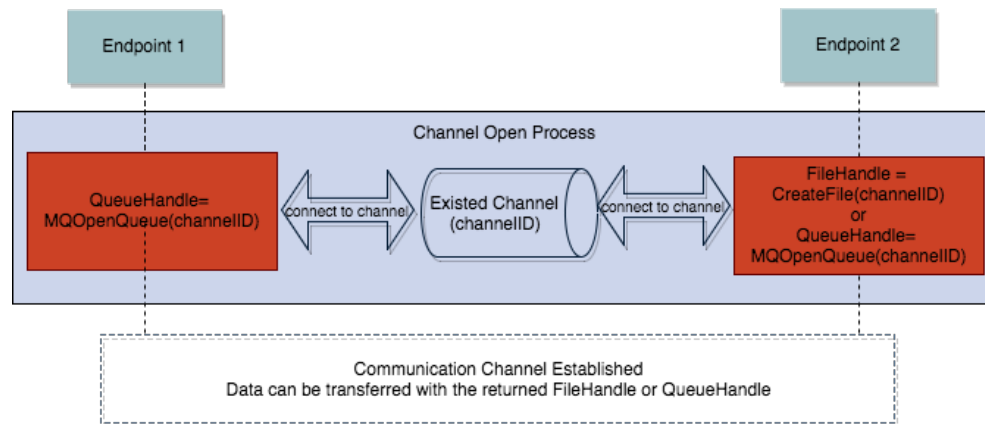 Endpoint 1
Endpoint 2
Channel Open Process
QueueHandle=
MQOpenQueue(channelID)
connect to channel
Existed Channel
(channelID)
connect to channel
FileHandle =
CreateFile(channelID)
or
QueueHandle=
MQOpenQueue(channelID)
Communication Channel Established
Data can be transferred with the returned FileHandle or QueueHandle